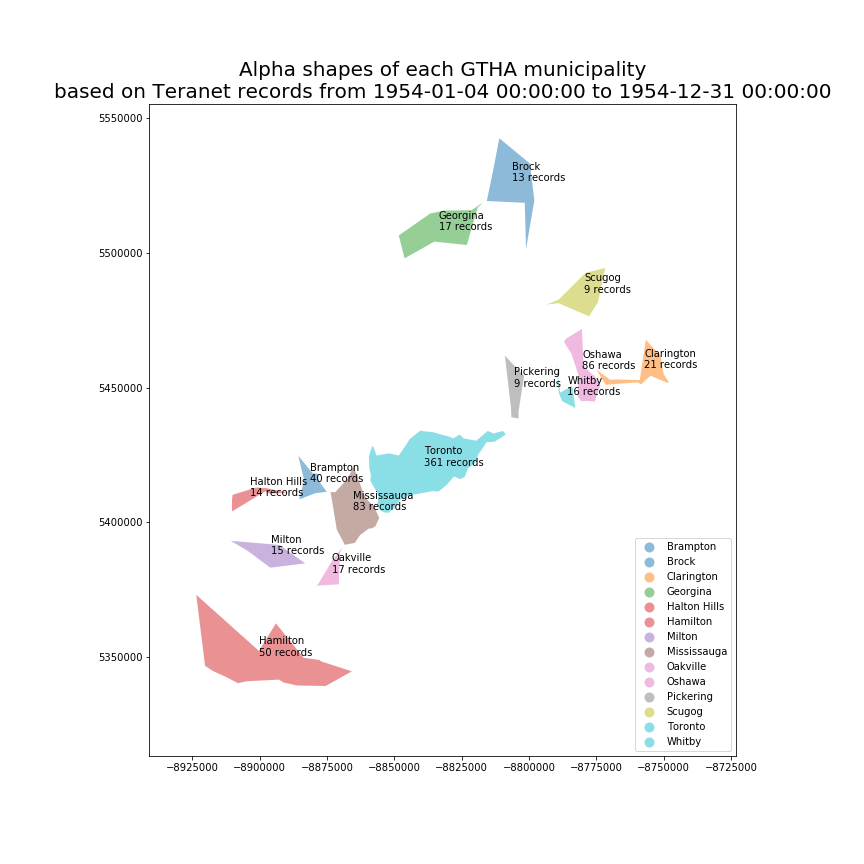 Alpha shapes of each GTHA municipality
based on Teranet records from 1954-01-04 00:00:00 to 1954-12-31 00:00:00
5550000
5500000
5450000
5400000
5350000
Brock
13 records
Georgina
17 records
Scugog
9 records
Oshawa
86 records
Clarington
21 records
Pickering
9 records
Whitby
16 records
Toronto
361 records
Brampton
40 records
Halton Hills
14 records
Mississauga
83 records
Milton
15 records
Oakville
17 records
Hamilton
50 records
Brampton
Brock
Clarington
Georgina
Halton Hills
Hamilton
Milton
Mississauga
Oakville
Oshawa
Pickering
Scugog
Toronto
Whitby
−8925000 −8900000 −8875000 −8850000 −8825000 −8800000 −8775000 −8750000 −8725000